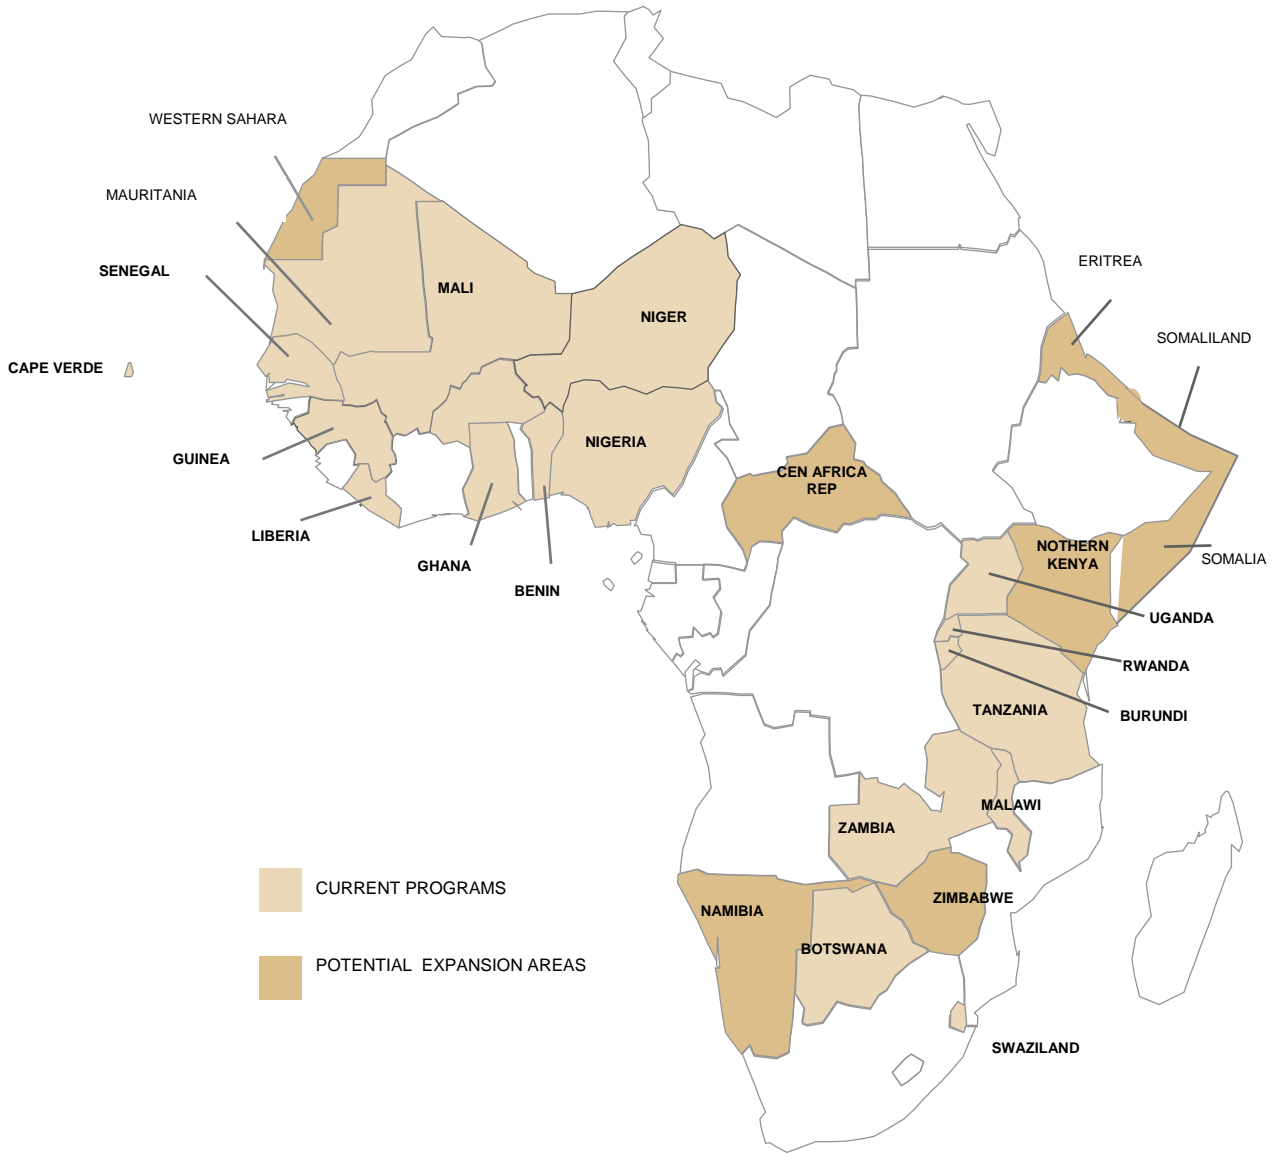 WESTERN SAHARA
MAURITANIA
ERITREA
SENEGAL
MALI
NIGER
SOMALILAND
CAPE VERDE
NIGERIA
GUINEA
CEN AFRICA
REP
LIBERIA
GHANA
BENIN
NOTHERN
KENYA
SOMALIA
UGANDA
RWANDA
TANZANIA
BURUNDI
MALAWI
ZAMBIA
CURRENT PROGRAMS
ZIMBABWE
NAMIBIA
BOTSWANA
POTENTIAL EXPANSION AREAS
SWAZILAND